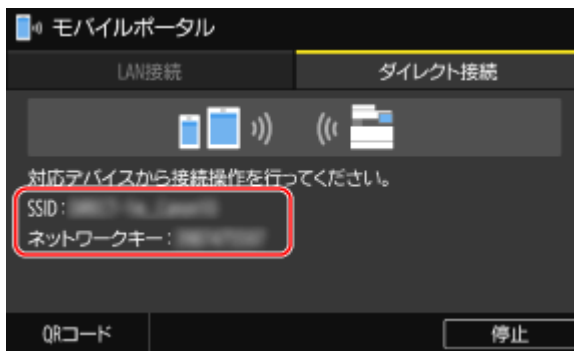 モバイルポータル
LAN接続 ダイレクト接続
対応デバイスから接続操作を行ってください。
SSID：
ネットワークキー：
QRコード 停止